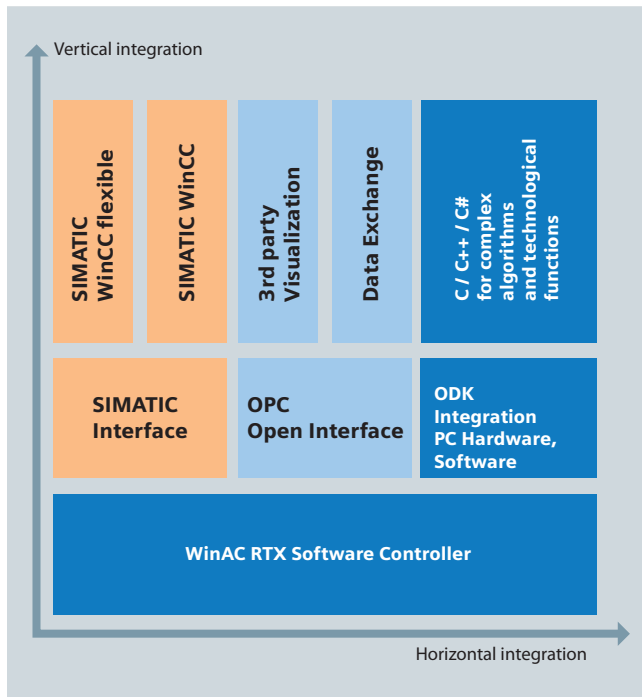 Vertical integration
SIMATIC
WinCC flexible
SIMATIC WinCC
3rd party
Visualization
Data Exchange
C / C++ / C#
for complex
algorithms
and technological
functions
SIMATIC
Interface
OPC
Open Interface
ODK
Integration
PC Hardware,
Software
WinAC RTX Software Controller
Horizontal integration